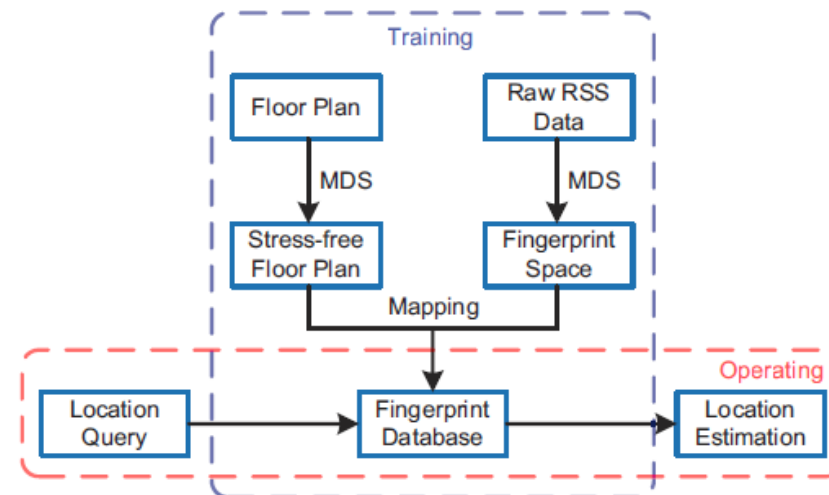 Training
Floor Plan
Raw RSS
Data
MDS
MDS
Stress-free
Floor Plan
Fingerprint
Space
Mapping
Operating
Location
Query
Fingerprint
Database
Location
Estimation